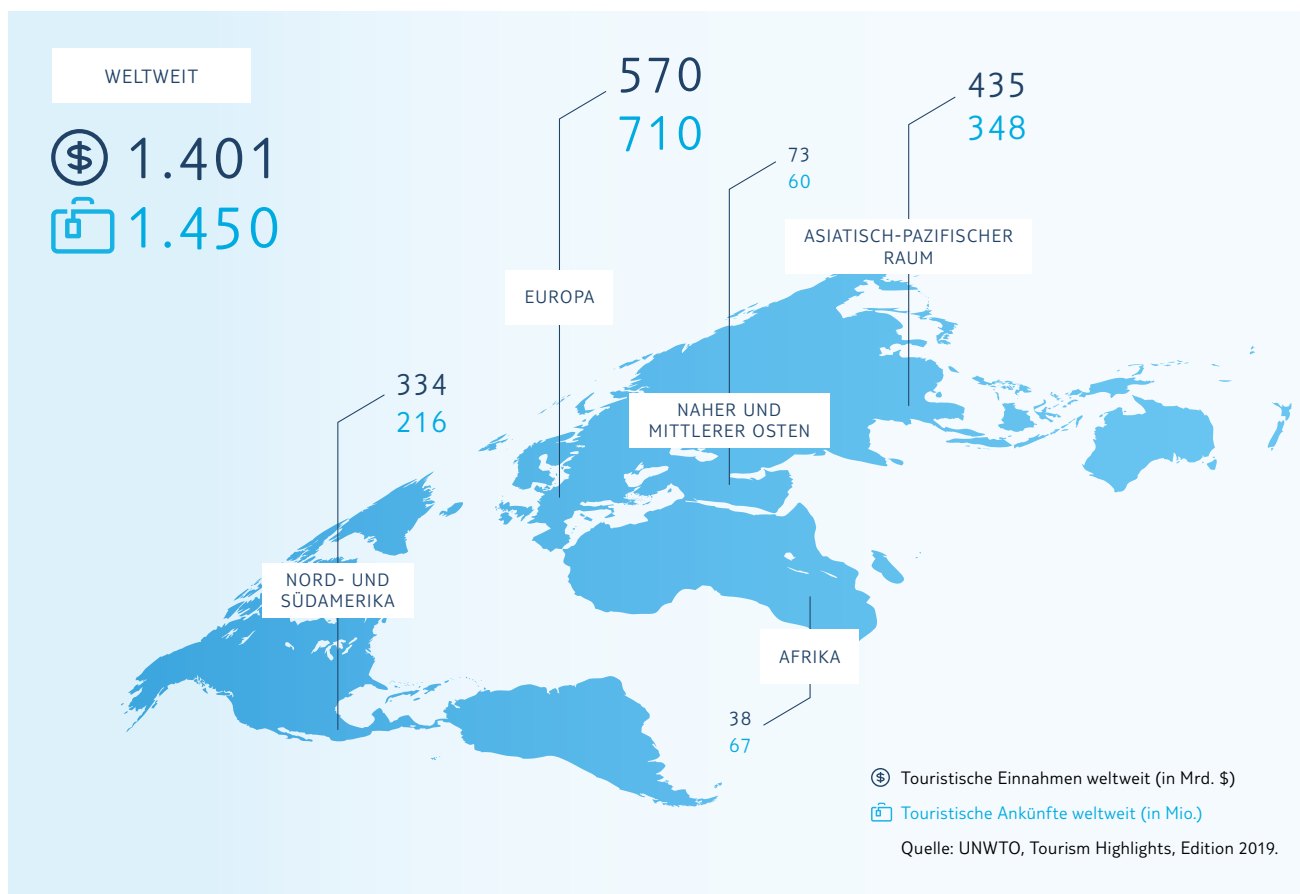 WELTWEIT
1.401
1.450
570
710
435
348
73
60
ASIATISCH-PAZIFISCHER
RAUM
EUROPA
334
216
NAHER UND
MITTLERER OSTEN
NORD- UND
SÜDAMERIKA
AFRIKA
38
67
Touristische Einnahmen weltweit (in Mrd. $)
Touristische Ankünfte weltweit (in Mio.)
Quelle: UNWTO, Tourism Highlights, Edition 2019.